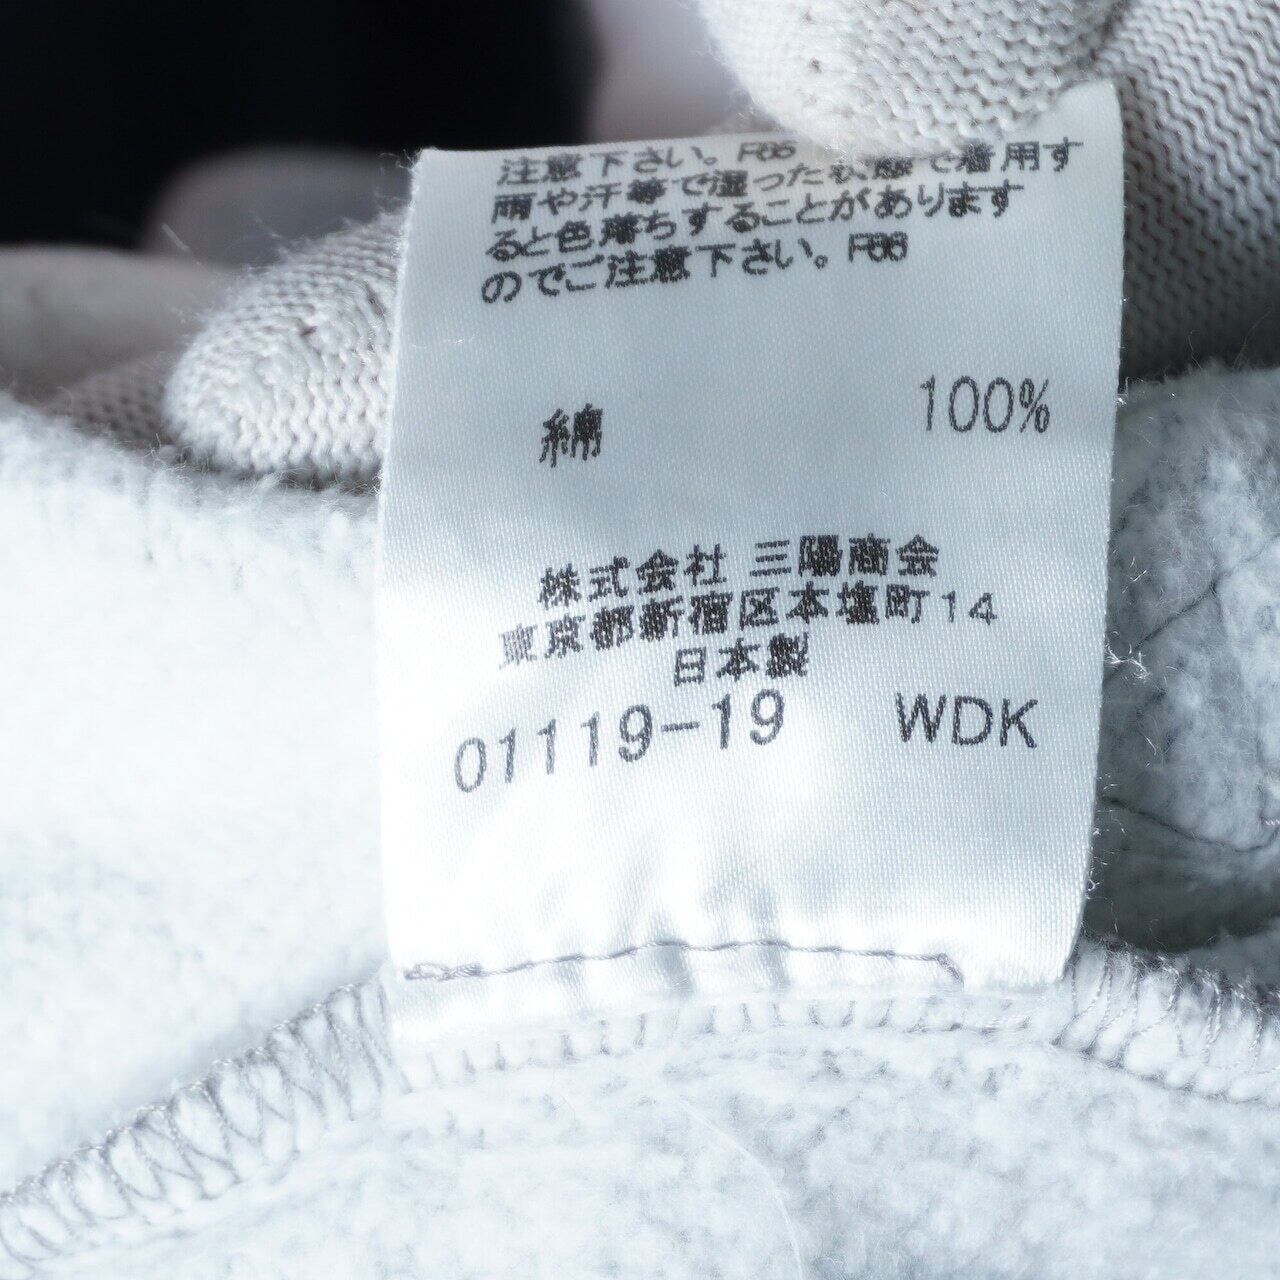 注意下さい。F65
雨や汗等で湿った状態で着用す
ると色落ちすることがあります
のでご注意下さい。F66
綿 100%
株式会社 三陽商会
東京都新宿区本塩町14
日本製
01119-19 WDK